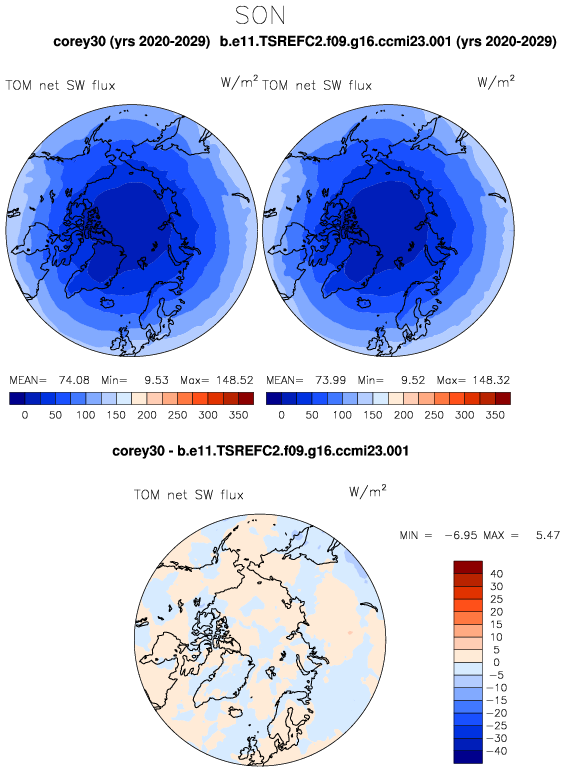 SON
corey30 (yrs 2020-2029) b.e11.TSREFC2.f09.g16.ccmi23.001 (yrs 2020-2029)
TOM net SW flux W/m² TOM net SW flux W/m²
MEAN= 74.08 Min= 9.53 Max= 148.52 MEAN= 73.99 Min= 9.52 Max= 148.32
0 50 100 150 200 250 300 350 0 50 100 150 200 250 300 350
corey30 - b.e11.TSREFC2.f09.g16.ccmi23.001
TOM net SW flux W/m²
MIN = -6.95 MAX = 5.47
40
30
25
20
15
10
5
0
-5
-10
-15
-20
-25
-30
-40